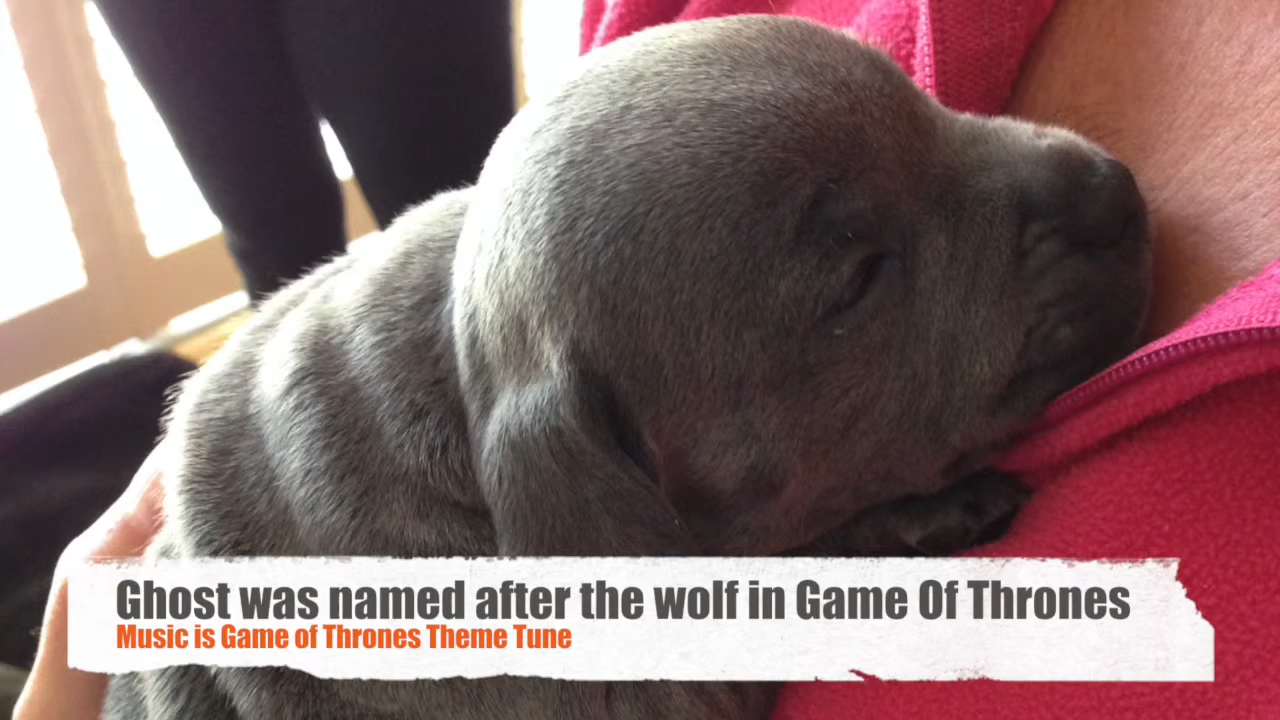 Ghost was named after the wolf in Game Of Thrones
Music is Game of Thrones Theme Tune